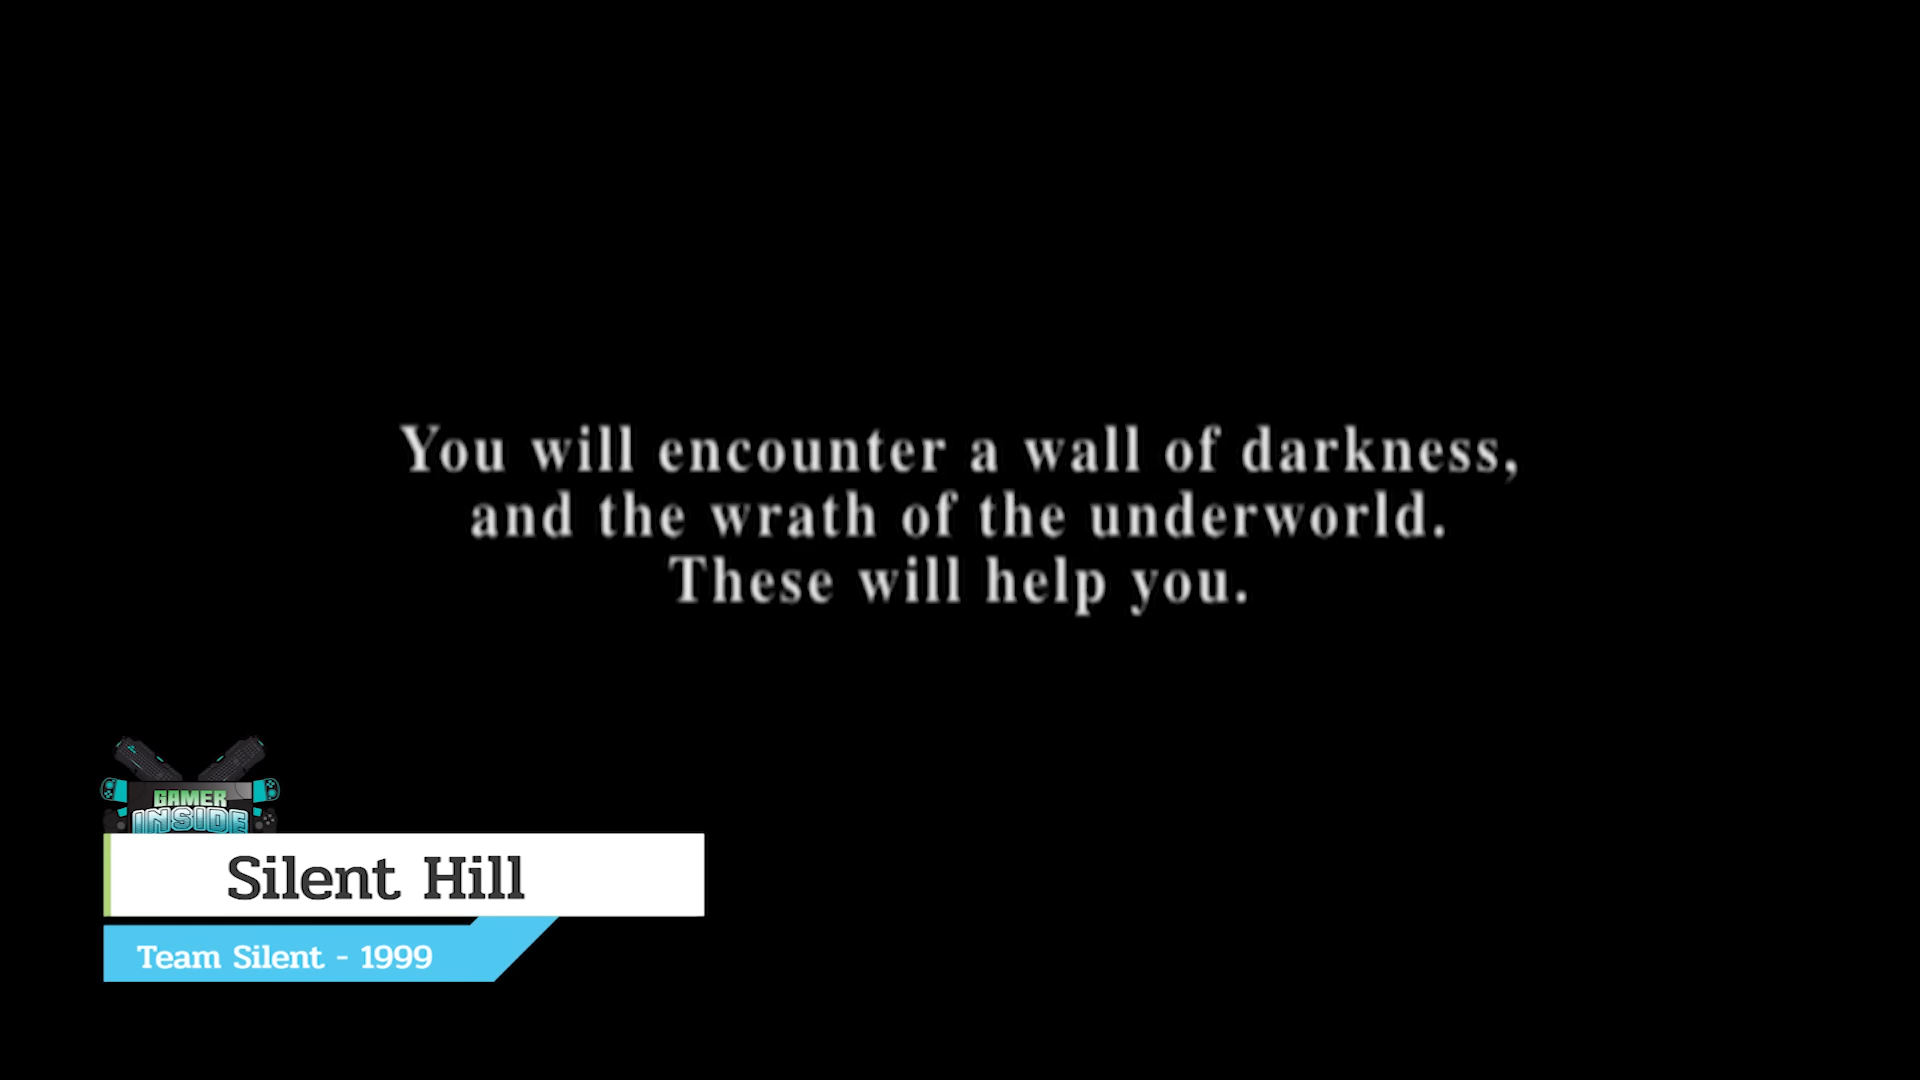 You will encounter a wall of darkness,
and the wrath of the underworld.
These will help you.
GAMER
INSIDE
Silent Hill
Team Silent - 1999